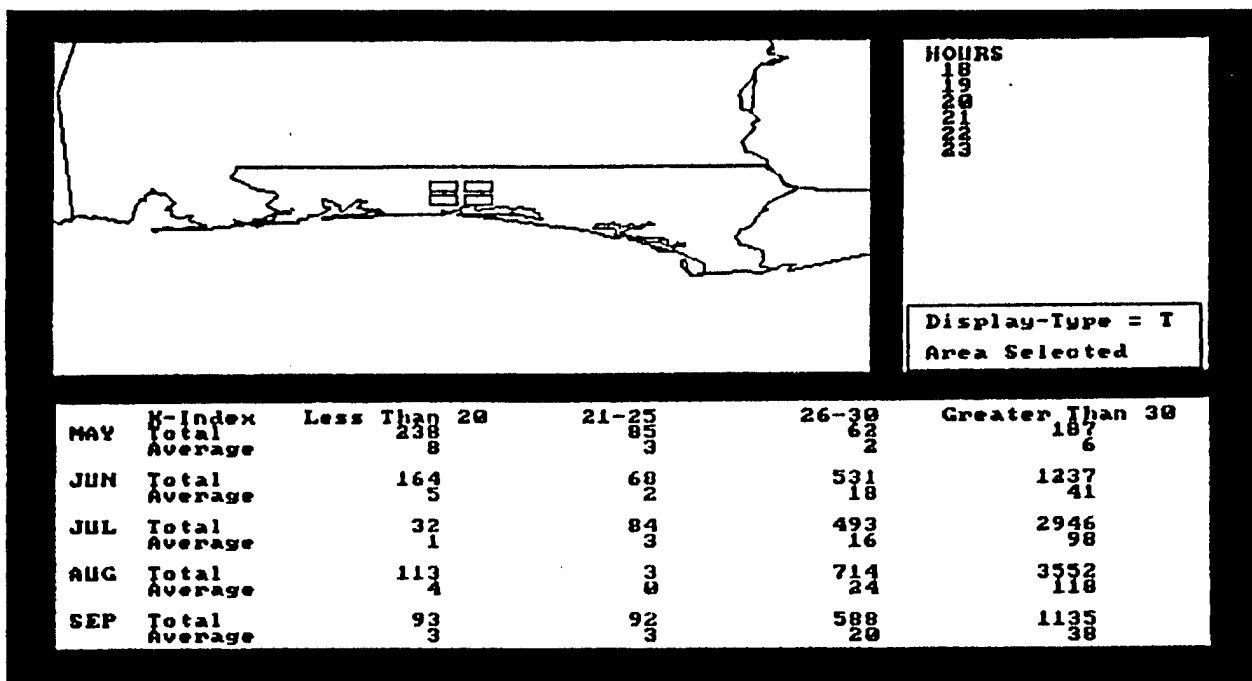 HOURS
18
19
20
21
22
23
Display-Type = T
Area Selected
K-Index Less Than 20 21-25 26-30 Greater Than 30
MAY Total 238 85 62 187
Average 8 3 2 6
JUN Total 164 68 531 1237
Average 5 2 18 41
JUL Total 32 84 493 2946
Average 1 3 16 98
AUG Total 113 3 714 3552
Average 4 0 24 118
SEP Total 93 92 588 1135
Average 3 3 20 38